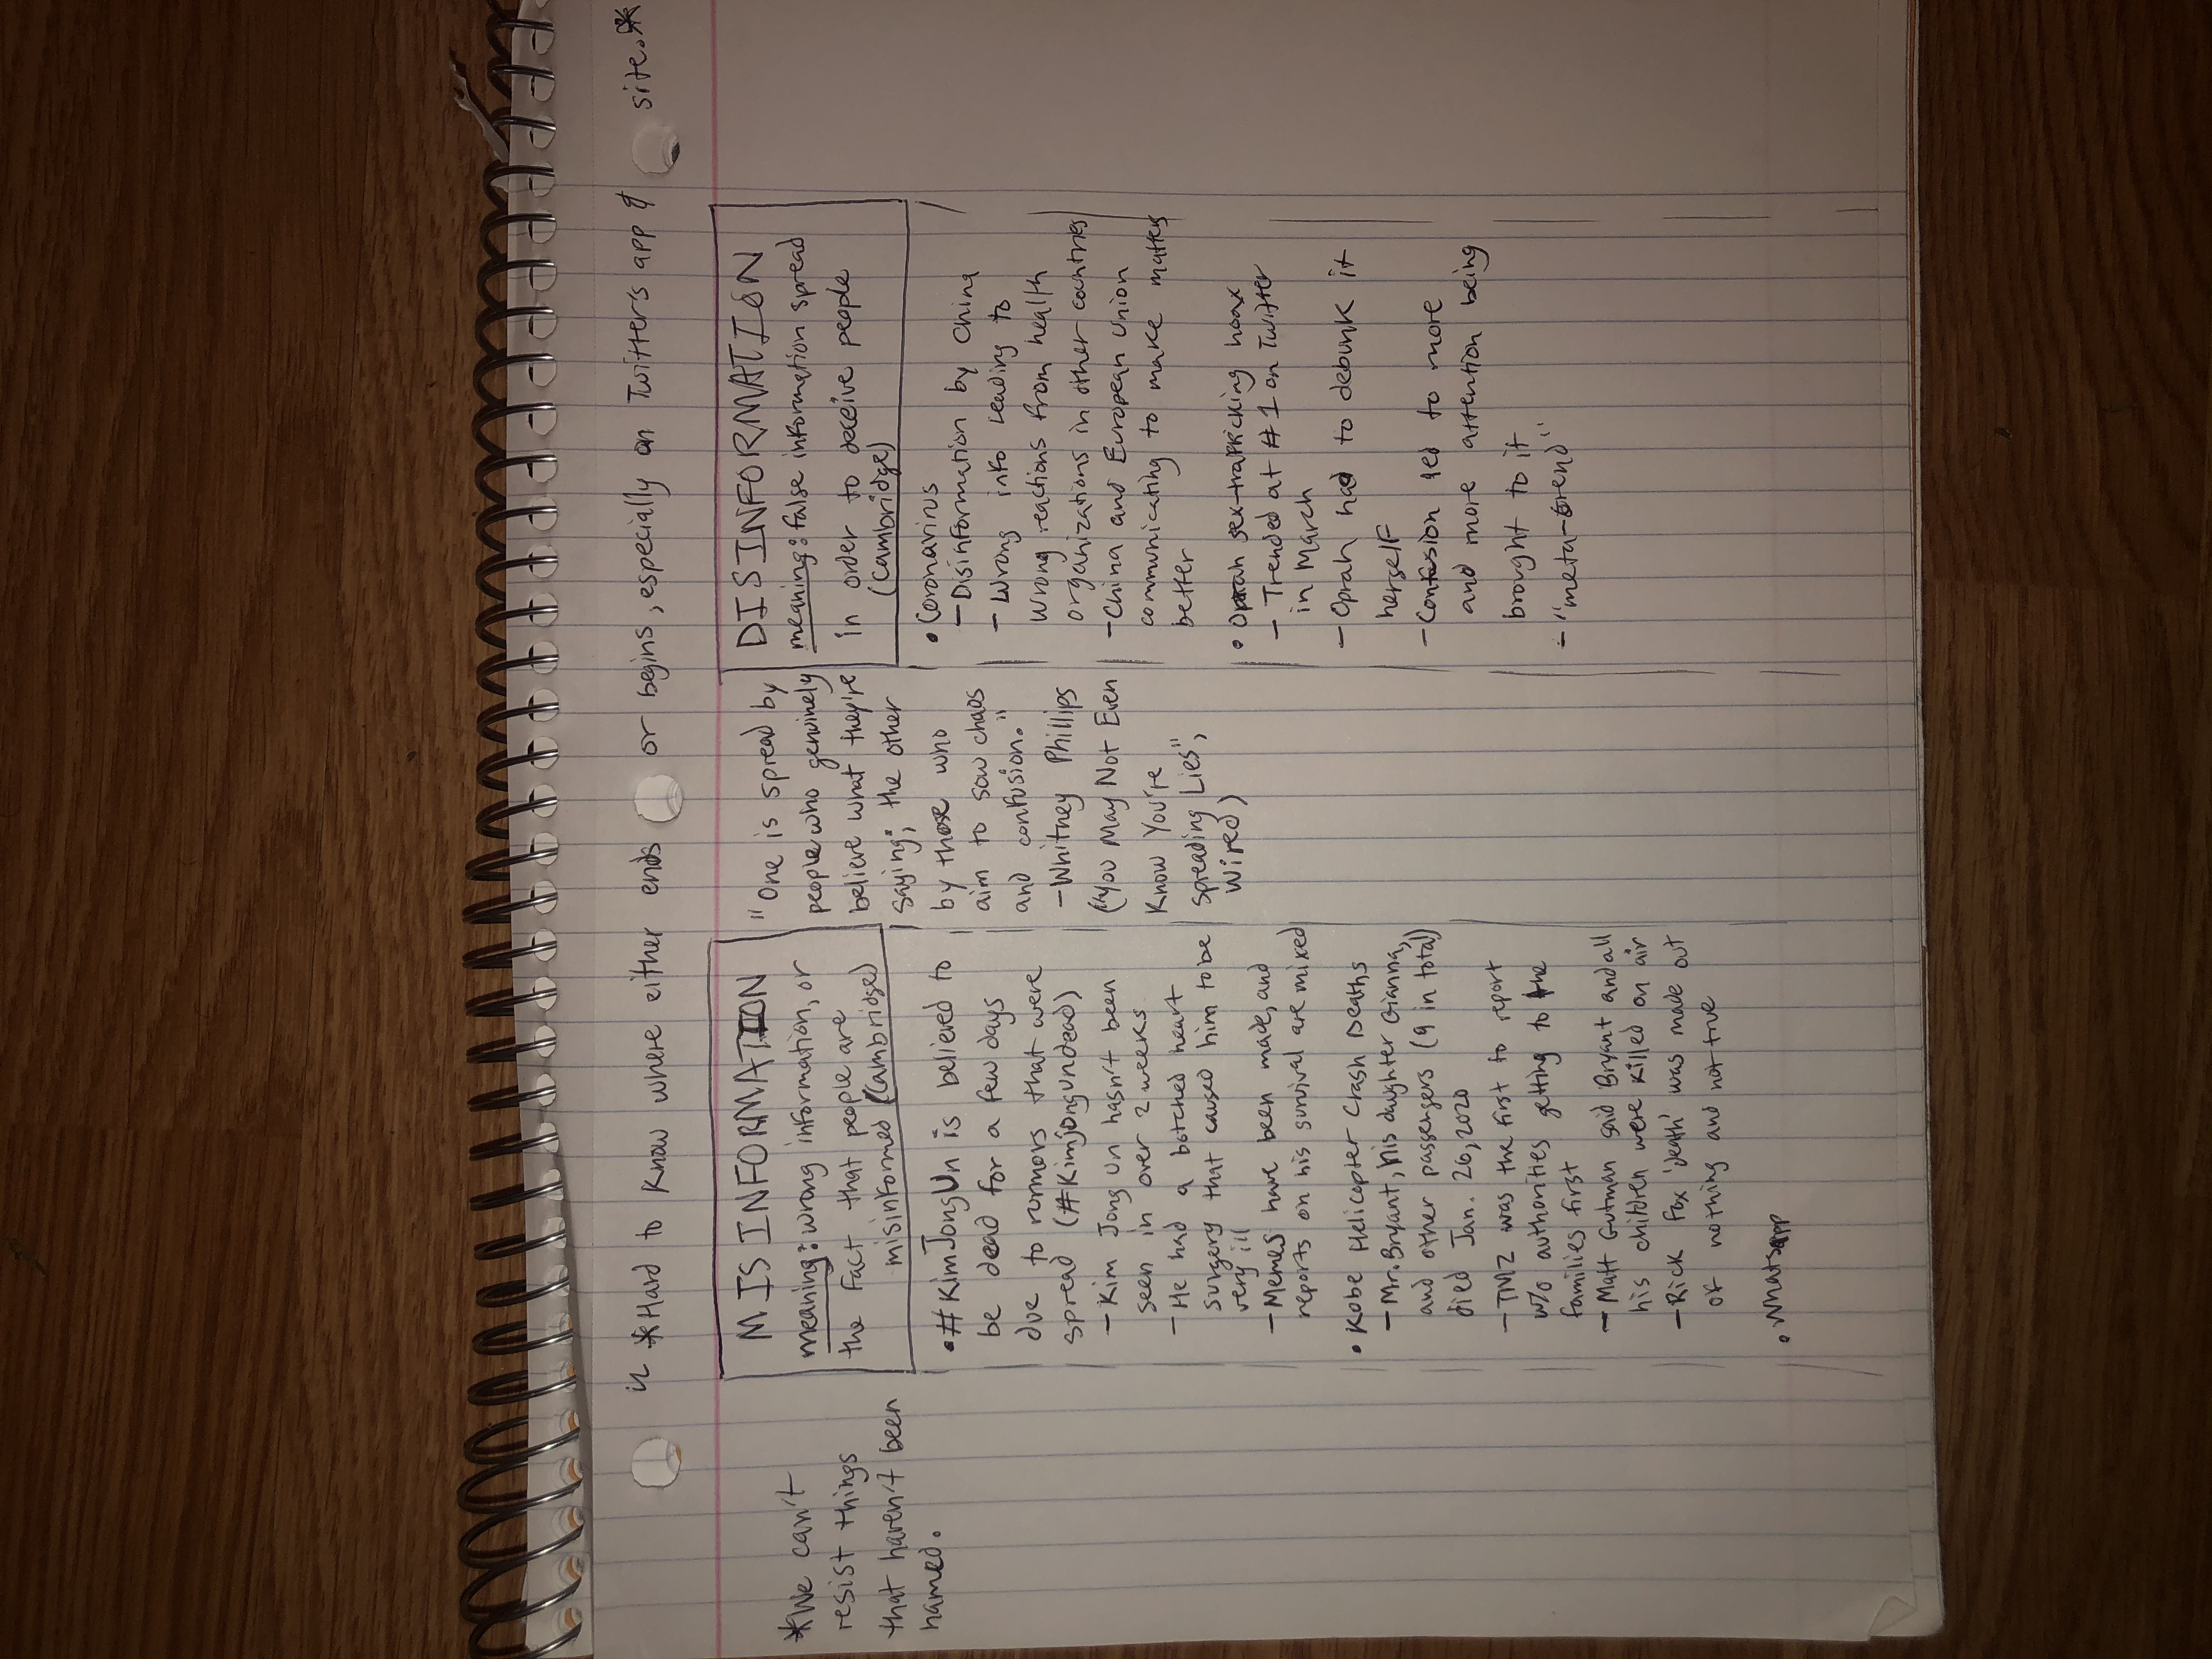 *Hard to know where either ends or begins, especially on Twitter's app & site.*
*We can't
resist things
that haven't been
named.
MISINFORMATION
meaning: wrong information, or
the fact that people are
misinformed (Cambridge)
• #KimJongUn is believed to
be dead for a few days
due to rumors that were
spread (#Kimjongundead)
- Kim Jong Un hasn't been
seen in over 2 weeks
- He had a botched heart
surgery that caused him to be
very ill
- Memes have been made, and
reports on his survival are mixed
• Kobe Helicopter Crash Deaths
- Mr. Bryant, his daughter Gianna,
and other passengers (9 in total)
died Jan. 26, 2020
- TMZ was the first to report
w/o authorities getting to the
families first
- Matt Gutman said Bryant and all
his children were killed on air
- Rick Fox 'death' was made out
of nothing and not true
• Whatsapp
"One is spread by
people who genuinely
believe what they're
saying; the other
by those who
aim to sow chaos
and confusion."
- Whitney Phillips
("You May Not Even
Know You're
Spreading Lies",
Wired)
DISINFORMATION
meaning: false information spread
in order to deceive people
(Cambridge)
• Coronavirus
- Disinformation by China
- Wrong info leading to
wrong reactions from health
organizations in other countries
- China and European Union
communicating to make matters
better
• Oprah sex-trafficking hoax
- Trended at #1 on Twitter
in March
- Oprah had to debunk it
herself
- Confusion led to more
and more attention being
brought to it
- "meta-trend"